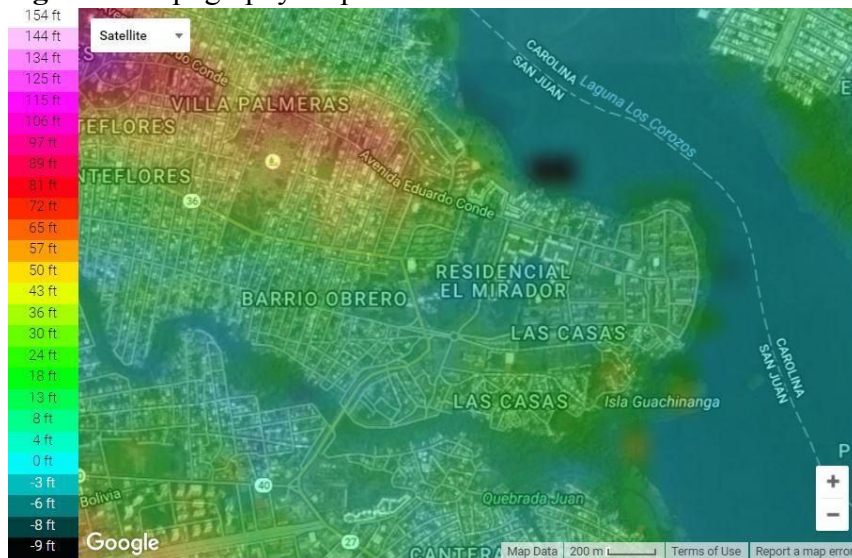 154 ft
144 ft
134 ft
125 ft
115 ft
106 ft
97 ft
89 ft
81 ft
72 ft
65 ft
57 ft
50 ft
43 ft
36 ft
30 ft
24 ft
18 ft
13 ft
8 ft
4 ft
0 ft
-3 ft
-6 ft
-8 ft
-9 ft
Satellite
do Conde
VILLA PALMERAS
TEFLORES
NTEFLORES
6
36
Avenida Eduardo Conde
CAROLINA
SAN JUAN
Laguna Los Corozos
E
RESIDENCIAL
EL MIRADOR
BARRIO OBRERO
LAS CASAS
LAS CASAS
Isla Guachinanga
CAROLINA
SAN JUAN
P
40
Bolivia
Quebrada Juan
27
CANTERA
Google
+
−
Map Data
200 m
Terms of Use
Report a map error